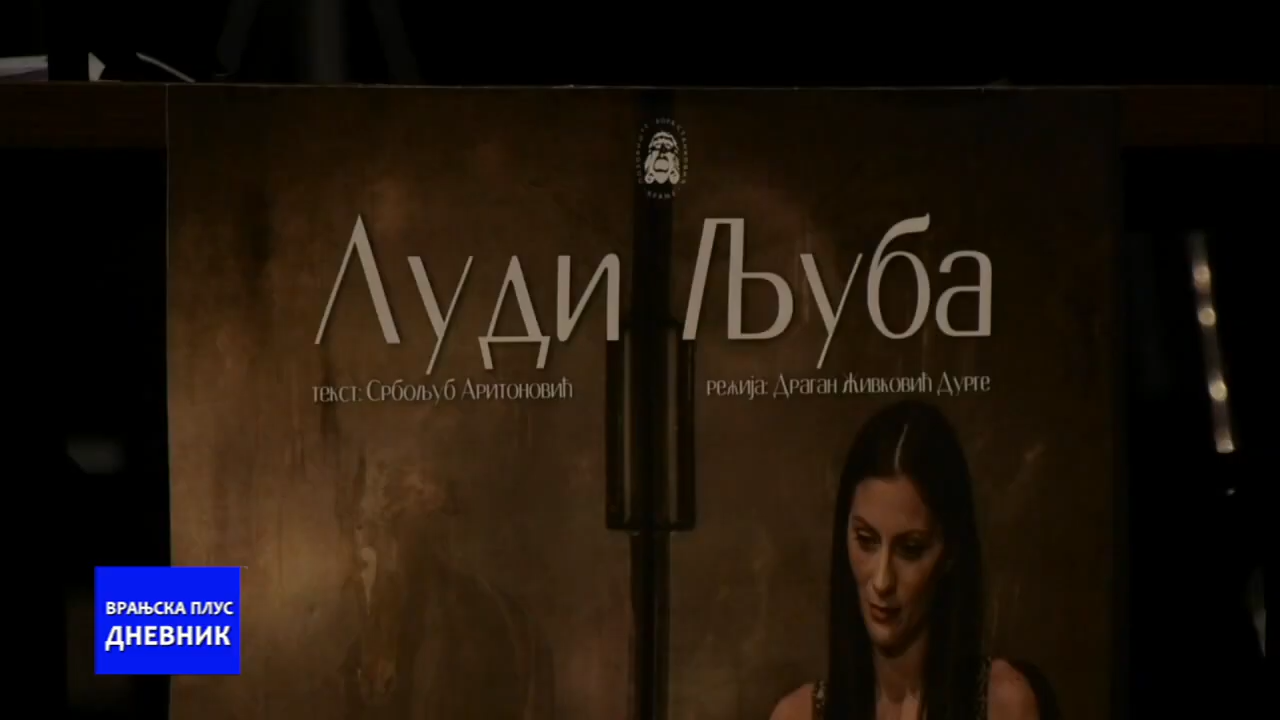 Луди Љуба
текст: Србољуб Аритоновић
режија: Драган Живковић Дурге
ВРАЊСКА ПЛУС
ДНЕВНИК